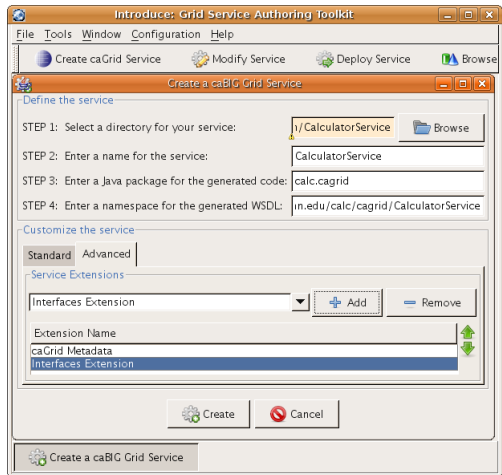 Introduce: Grid Service Authoring Toolkit
File Tools Window Configuration Help
Create caGrid Service Modify Service Deploy Service Browse
Create a caBIG Grid Service
Define the service
STEP 1: Select a directory for your service: /CalculatorService Browse
STEP 2: Enter a name for the service: CalculatorService
STEP 3: Enter a Java package for the generated code: calc.cagrid
STEP 4: Enter a namespace for the generated WSDL: n.edu/calc/cagrid/CalculatorService
Customize the service
Standard Advanced
Service Extensions
Interfaces Extension Add Remove
Extension Name
caGrid Metadata
Interfaces Extension
Create Cancel
Create a caBIG Grid Service